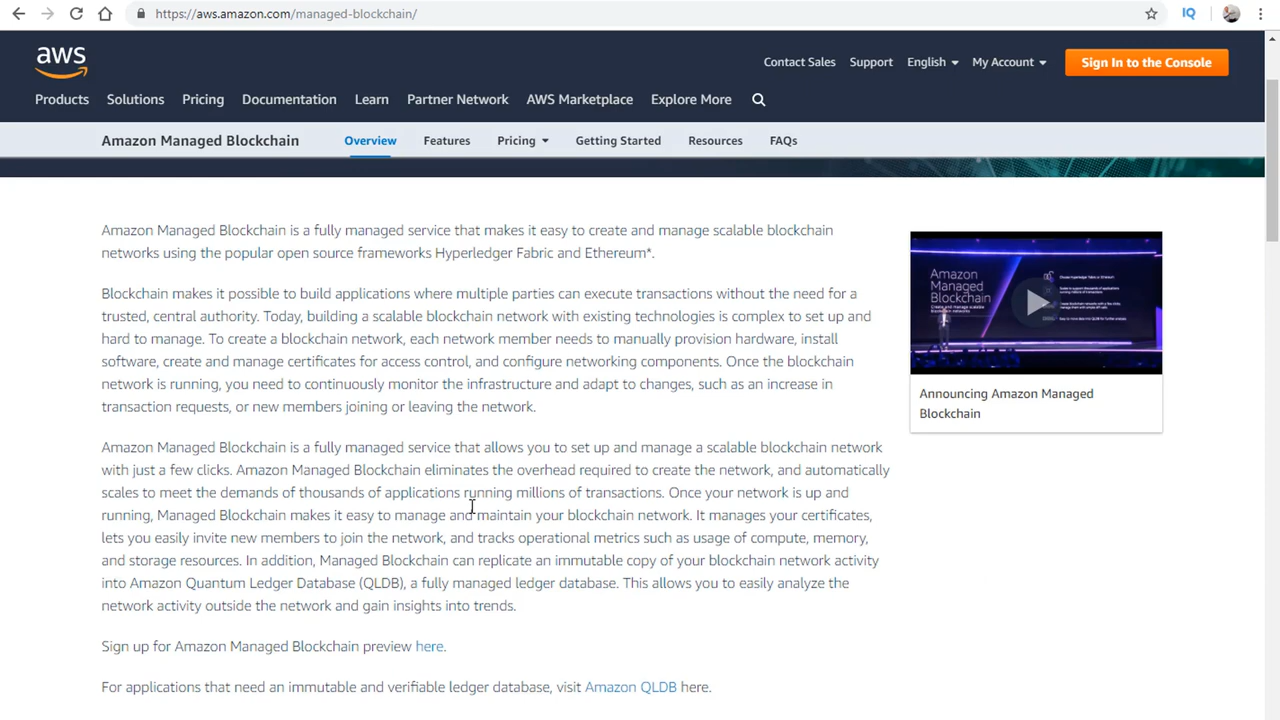 https://aws.amazon.com/managed-blockchain/
IQ
aws
Contact Sales Support English My Account Sign In to the Console
Products Solutions Pricing Documentation Learn Partner Network AWS Marketplace Explore More
Amazon Managed Blockchain Overview Features Pricing Getting Started Resources FAQs
Amazon Managed Blockchain is a fully managed service that makes it easy to create and manage scalable blockchain
networks using the popular open source frameworks Hyperledger Fabric and Ethereum*.
Blockchain makes it possible to build applications where multiple parties can execute transactions without the need for a
trusted, central authority. Today, building a scalable blockchain network with existing technologies is complex to set up and
hard to manage. To create a blockchain network, each network member needs to manually provision hardware, install
software, create and manage certificates for access control, and configure networking components. Once the blockchain
network is running, you need to continuously monitor the infrastructure and adapt to changes, such as an increase in
transaction requests, or new members joining or leaving the network.
Amazon Managed Blockchain is a fully managed service that allows you to set up and manage a scalable blockchain network
with just a few clicks. Amazon Managed Blockchain eliminates the overhead required to create the network, and automatically
scales to meet the demands of thousands of applications running millions of transactions. Once your network is up and
running, Managed Blockchain makes it easy to manage and maintain your blockchain network. It manages your certificates,
lets you easily invite new members to join the network, and tracks operational metrics such as usage of compute, memory,
and storage resources. In addition, Managed Blockchain can replicate an immutable copy of your blockchain network activity
into Amazon Quantum Ledger Database (QLDB), a fully managed ledger database. This allows you to easily analyze the
network activity outside the network and gain insights into trends.
Sign up for Amazon Managed Blockchain preview here.
For applications that need an immutable and verifiable ledger database, visit Amazon QLDB here.
Amazon
Managed
Blockchain
Announcing Amazon Managed
Blockchain